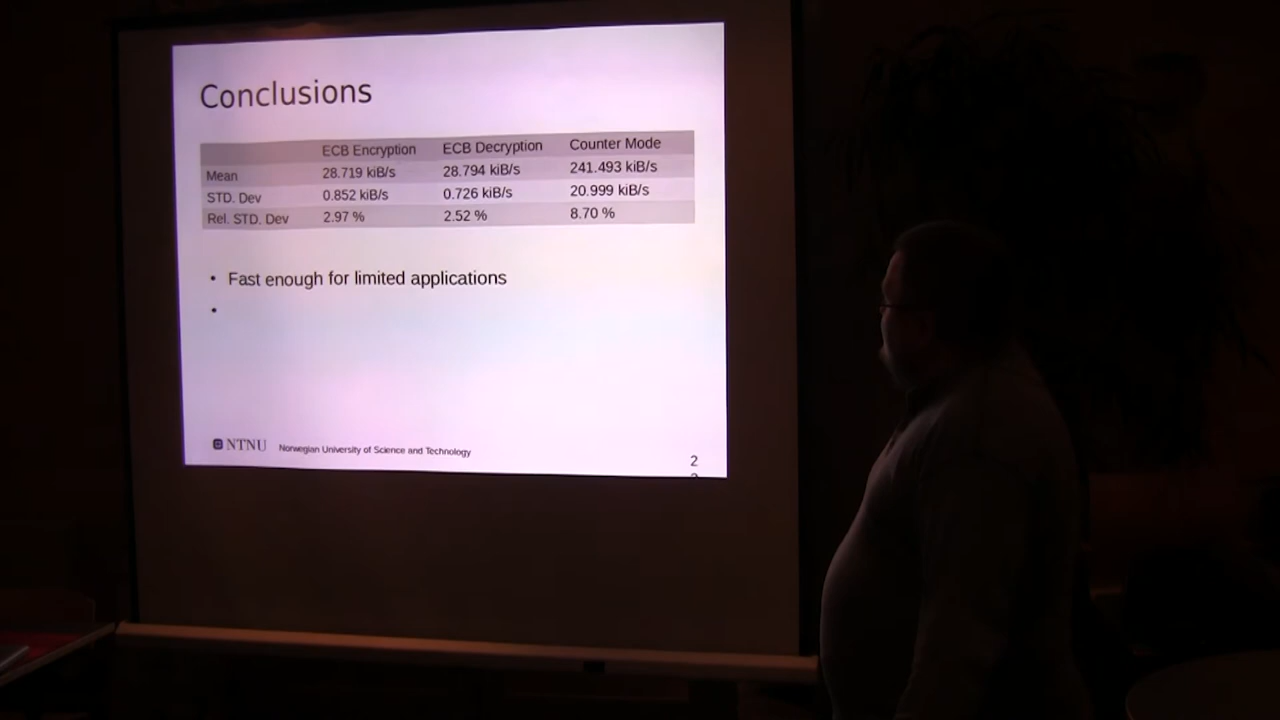 Conclusions
ECB Encryption ECB Decryption Counter Mode
Mean 28.719 kiB/s 28.794 kiB/s 241.493 kiB/s
STD. Dev 0.852 kiB/s 0.726 kiB/s 20.999 kiB/s
Rel. STD. Dev 2.97 % 2.52 % 8.70 %
• Fast enough for limited applications
•
NTNU Norwegian University of Science and Technology
2